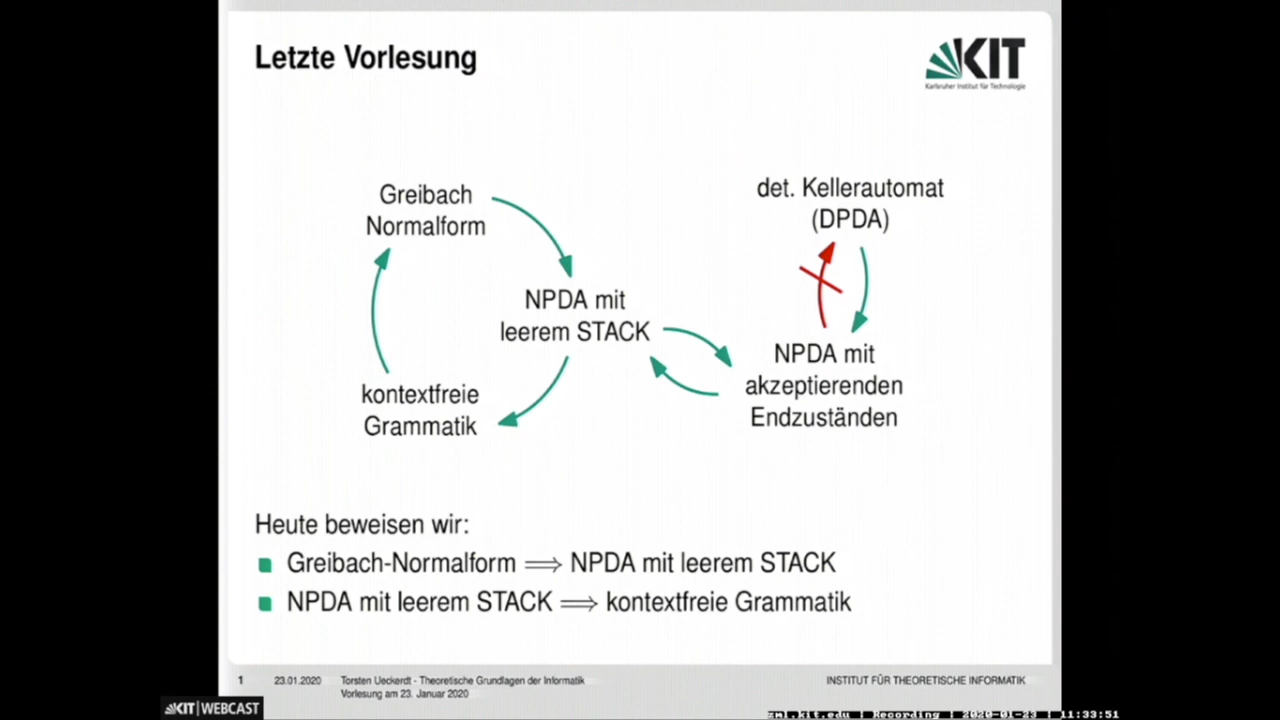 Letzte Vorlesung
KIT
Karlsruher Institut für Technologie
Greibach
Normalform
det. Kellerautomat
(DPDA)
NPDA mit
leerem STACK
NPDA mit
akzeptierenden
Endzuständen
kontextfreie
Grammatik
Heute beweisen wir:
Greibach-Normalform ⟹ NPDA mit leerem STACK
NPDA mit leerem STACK ⟹ kontextfreie Grammatik
1 23.01.2020 Torsten Ueckerdt - Theoretische Grundlagen der Informatik
Vorlesung am 23. Januar 2020
INSTITUT FÜR THEORETISCHE INFORMATIK
KIT | WEBCAST
zml.kit.edu | Recording | 2020-01-23 | 11:33:51